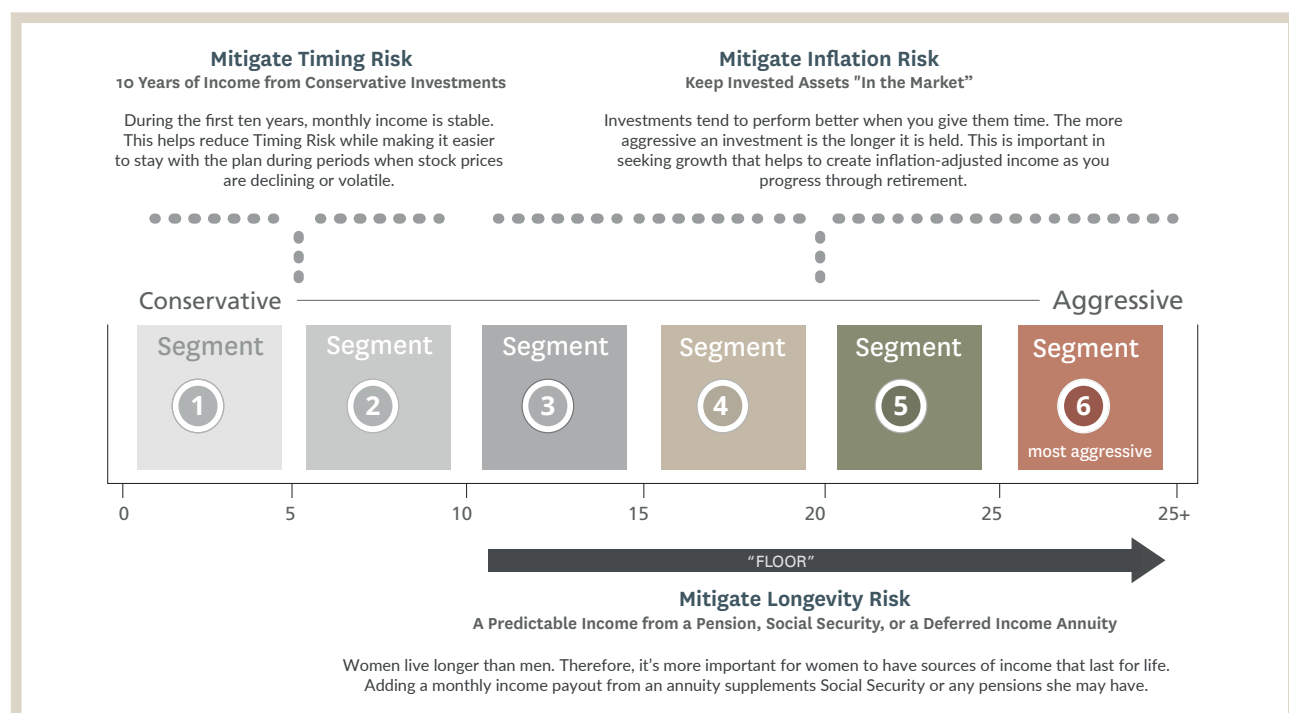 Mitigate Timing Risk
10 Years of Income from Conservative Investments
During the first ten years, monthly income is stable.
This helps reduce Timing Risk while making it easier
to stay with the plan during periods when stock prices
are declining or volatile.
Mitigate Inflation Risk
Keep Invested Assets "In the Market”
Investments tend to perform better when you give them time. The more
aggressive an investment is the longer it is held. This is important in
seeking growth that helps to create inflation-adjusted income as you
progress through retirement.
Conservative
Aggressive
Segment
1
Segment
2
Segment
3
Segment
4
Segment
5
Segment
6
most aggressive
0
5
10
15
20
25
25+
“FLOOR”
Mitigate Longevity Risk
A Predictable Income from a Pension, Social Security, or a Deferred Income Annuity
Women live longer than men. Therefore, it’s more important for women to have sources of income that last for life.
Adding a monthly income payout from an annuity supplements Social Security or any pensions she may have.